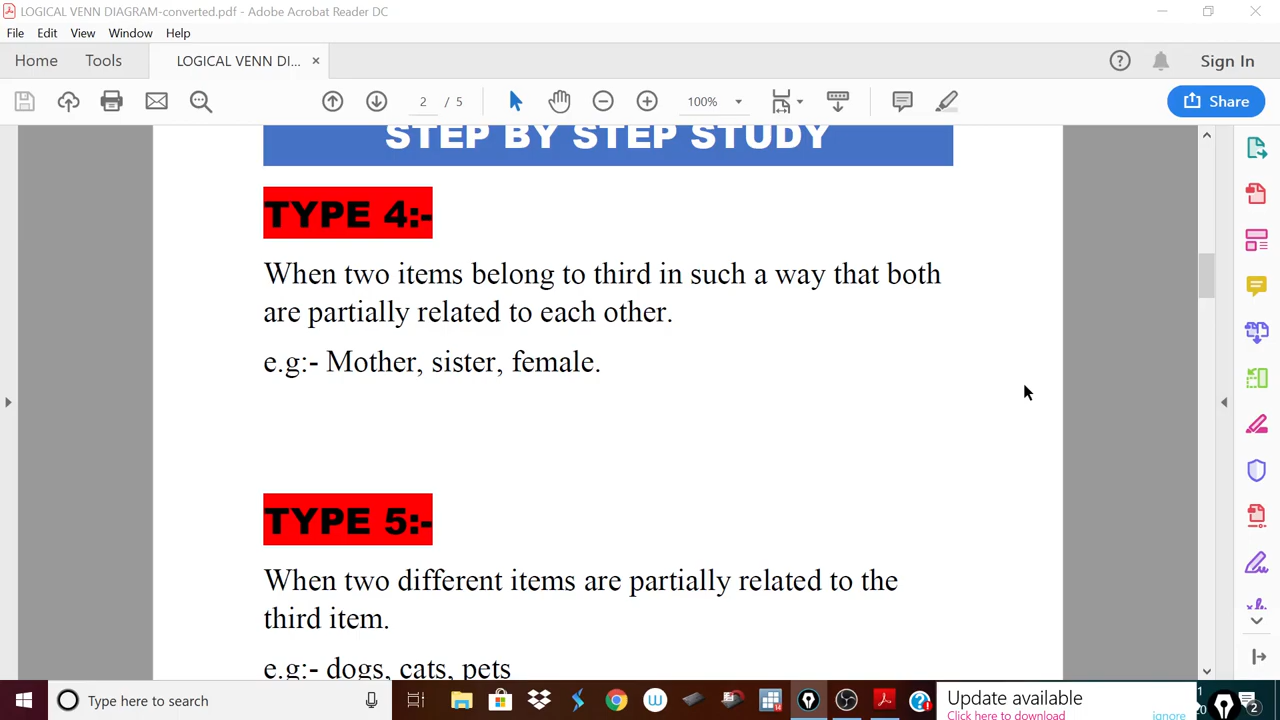 LOGICAL VENN DIAGRAM-converted.pdf - Adobe Acrobat Reader DC
File Edit View Window Help
Home Tools LOGICAL VENN DI... × Sign In
2 / 5 100% Share
STEP BY STEP STUDY
TYPE 4:-
When two items belong to third in such a way that both
are partially related to each other.
e.g:- Mother, sister, female.
TYPE 5:-
When two different items are partially related to the
third item.
e.g:- dogs, cats, pets
Type here to search
Update available
Click here to download ignore
2